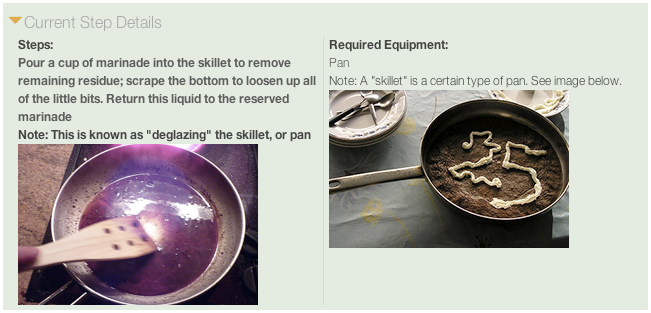 Current Step Details
Steps:
Pour a cup of marinade into the skillet to remove
remaining residue; scrape the bottom to loosen up all
of the little bits. Return this liquid to the reserved
marinade
Note: This is known as "deglazing" the skillet, or pan
Required Equipment:
Pan
Note: A "skillet" is a certain type of pan. See image below.